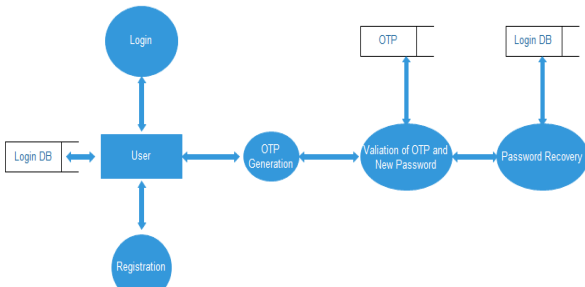 Login
OTP
Login DB
Login DB
User
OTP
Generation
Valiation of OTP and
New Password
Password Recovery
Registration